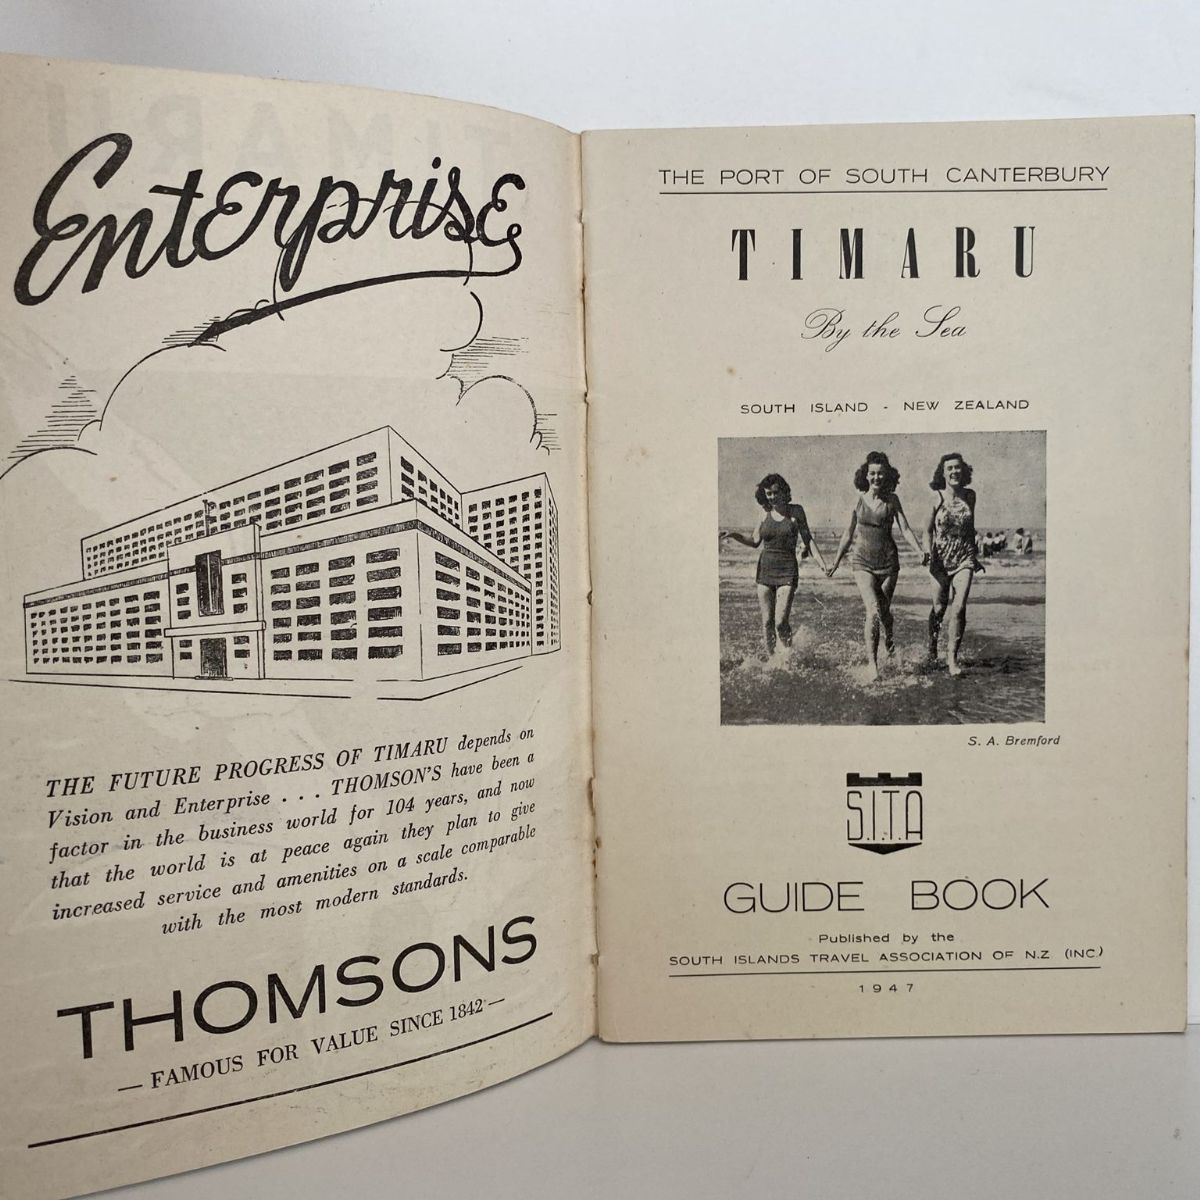 Enterprise
THE FUTURE PROGRESS OF TIMARU depends on
Vision and Enterprise . . . THOMSON'S have been a
factor in the business world for 104 years, and now
that the world is at peace again they plan to give
increased service and amenities on a scale comparable
with the most modern standards.
THOMSONS
— FAMOUS FOR VALUE SINCE 1842 —
THE PORT OF SOUTH CANTERBURY
TIMARU
By the Sea
SOUTH ISLAND - NEW ZEALAND
S. A. Bremford
S.I.T.A
GUIDE BOOK
Published by the
SOUTH ISLANDS TRAVEL ASSOCIATION OF N.Z (INC.)
1947